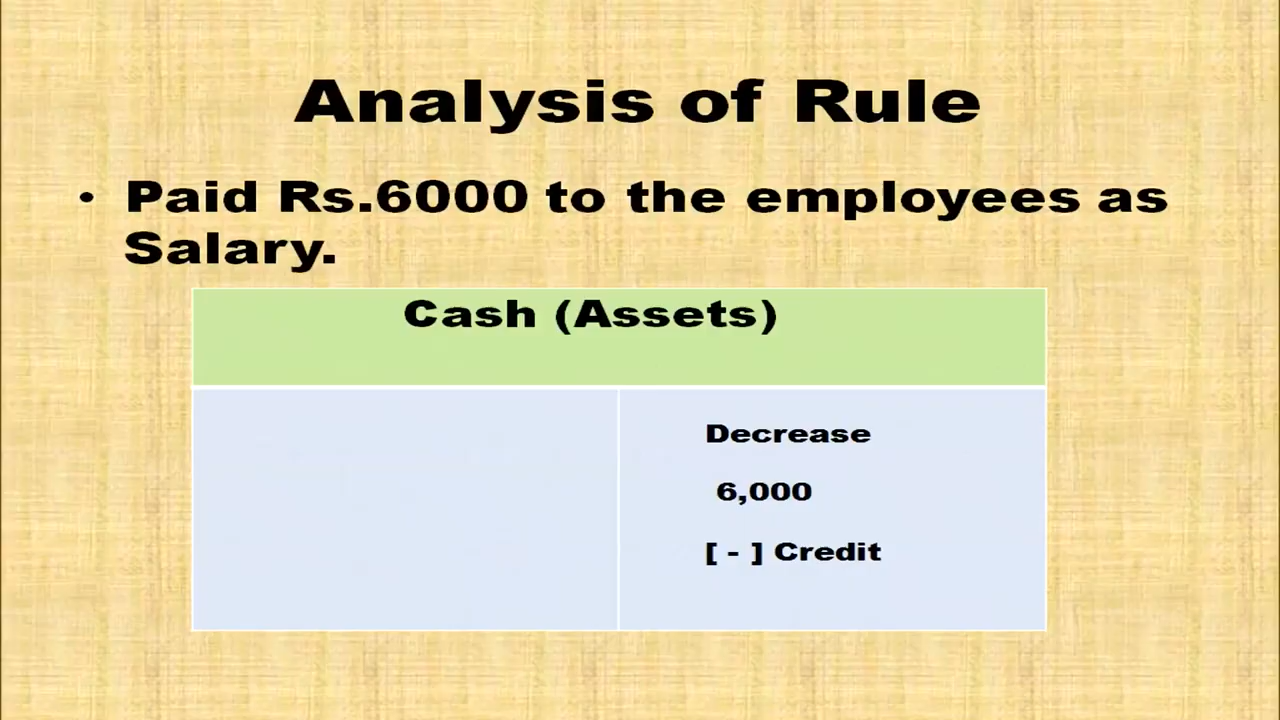 Analysis of Rule
• Paid Rs.6000 to the employees as
Salary.
Cash (Assets)
Decrease
6,000
[ - ] Credit